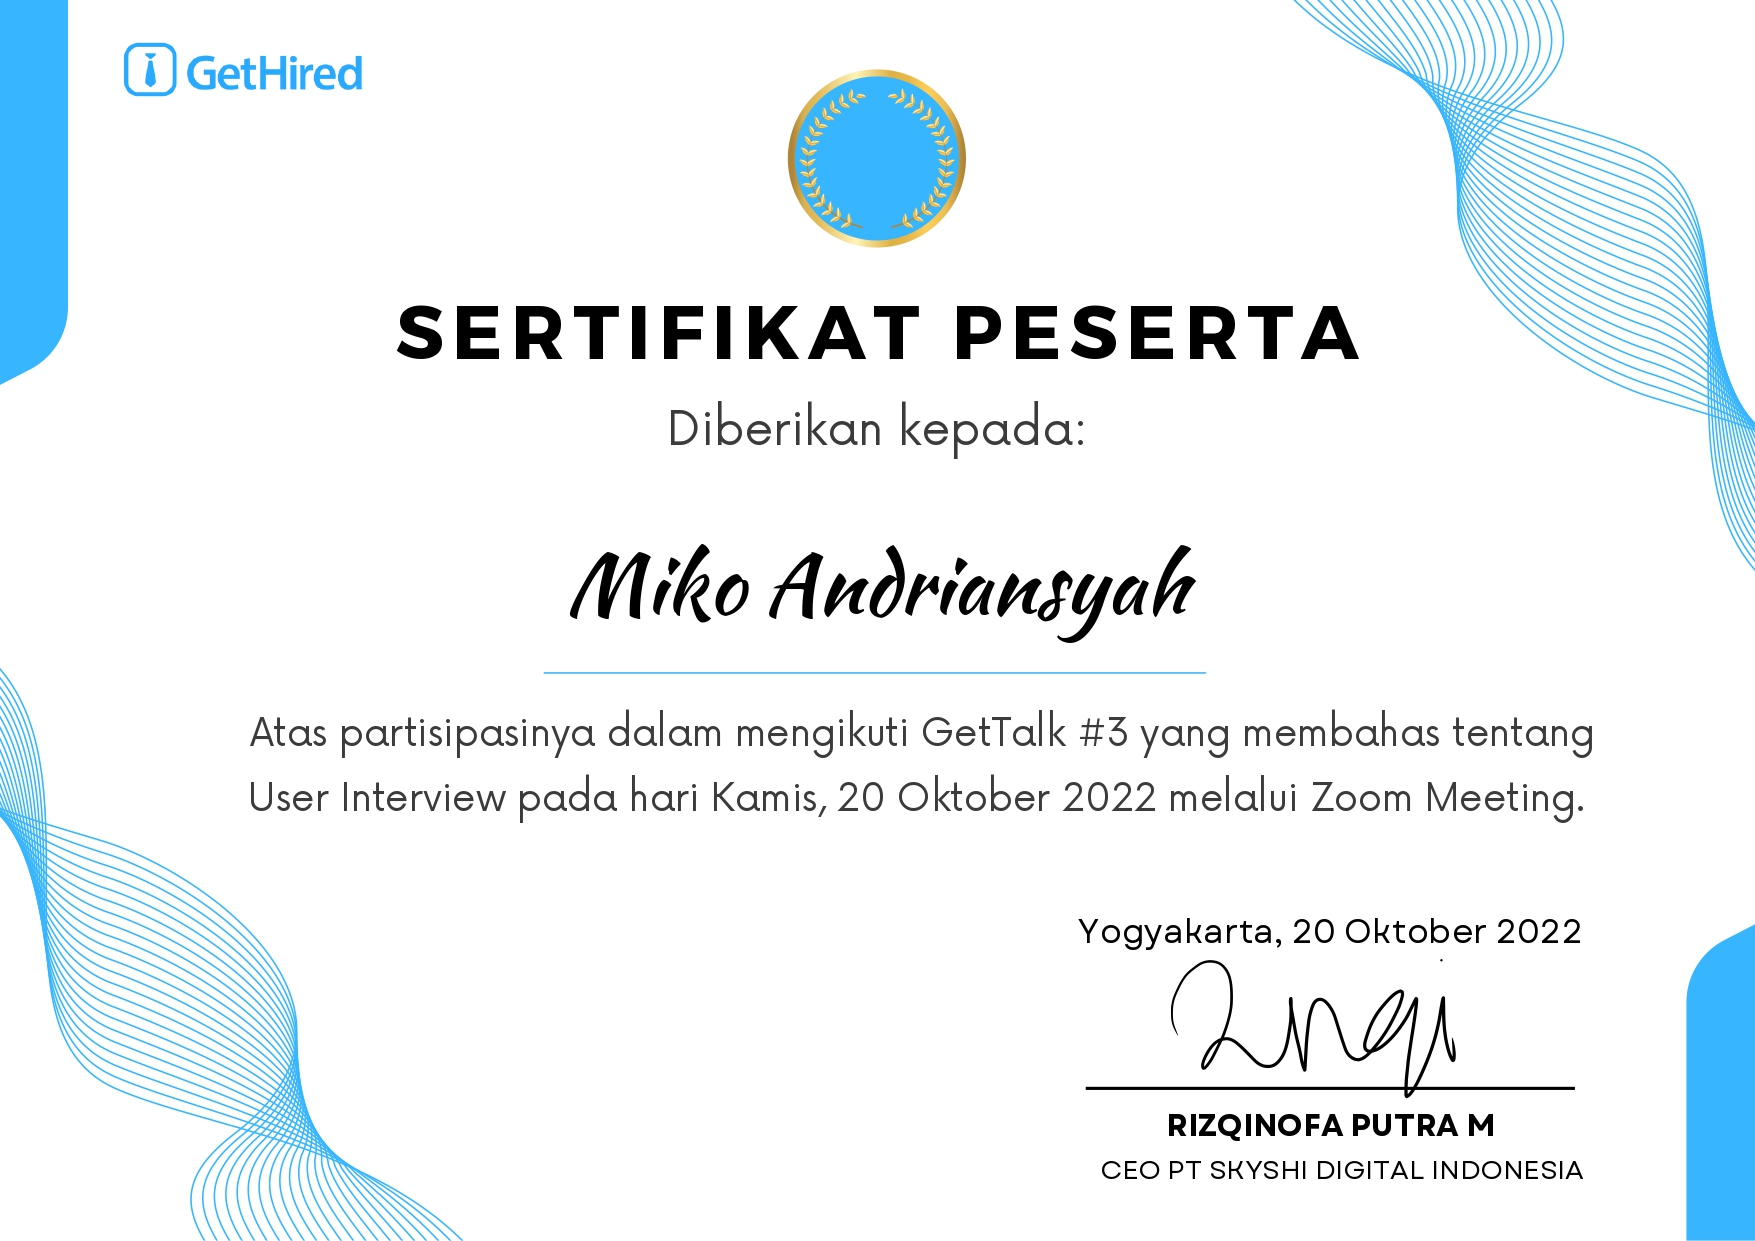 GetHired
SERTIFIKAT PESERTA
Diberikan kepada:
Miko Andriansyah
Atas partisipasinya dalam mengikuti GetTalk #3 yang membahas tentang
User Interview pada hari Kamis, 20 Oktober 2022 melalui Zoom Meeting.
Yogyakarta, 20 Oktober 2022
RIZQINOFA PUTRA M
CEO PT SKYSHI DIGITAL INDONESIA